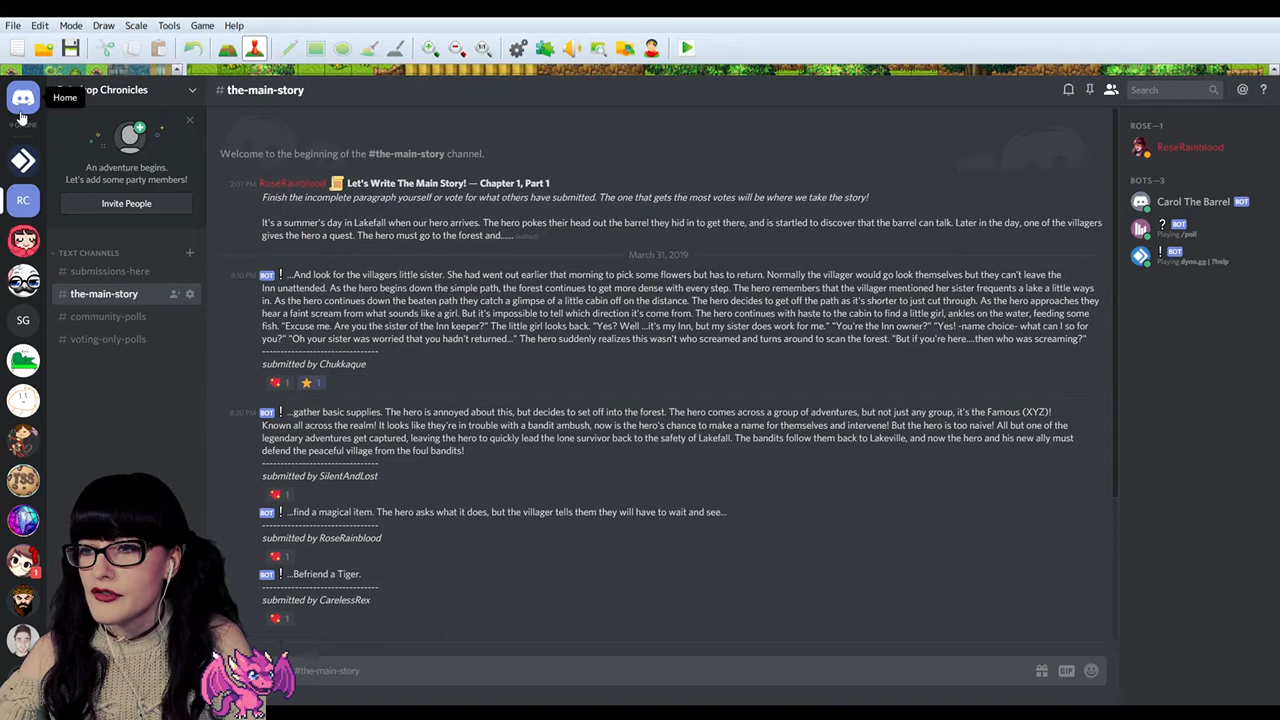 File Edit Mode Draw Scale Tools Game Help
Home
Chronicles
# the-main-story
Search
ONLINE
An adventure begins.
Let's add some party members!
Invite People
TEXT CHANNELS
# submissions-here
# the-main-story
# community-polls
# voting-only-polls
RC
SG
TSS
1
Welcome to the beginning of the #the-main-story channel.
2:07 PM RoseRainblood Let's Write The Main Story! — Chapter 1, Part 1
Finish the incomplete paragraph yourself or vote for what others have submitted. The one that gets the most votes will be where we take the story!
It's a summer's day in Lakefall when our hero arrives. The hero pokes their head out the barrel they hid in to get there, and is startled to discover that the barrel can talk. Later in the day, one of the villagers
gives the hero a quest. The hero must go to the forest and...... (edited)
March 31, 2019
8:10 PM BOT ! ...And look for the villagers little sister. She had went out earlier that morning to pick some flowers but has to return. Normally the villager would go look themselves but they can't leave the
Inn unattended. As the hero begins down the simple path, the forest continues to get more dense with every step. The hero remembers that the villager mentioned her sister frequents a lake a little ways
in. As the hero continues down the beaten path they catch a glimpse of a little cabin off on the distance. The hero decides to get off the path as it's shorter to just cut through. As the hero approaches they
hear a faint scream from what sounds like a girl. But it's impossible to tell which direction it's come from. The hero continues with haste to the cabin to find a little girl, ankles on the water, feeding some
fish. "Excuse me. Are you the sister of the Inn keeper?" The little girl looks back. "Yes? Well ...it's my Inn, but my sister does work for me." "You're the Inn owner?" "Yes! -name choice- what can I so for
you?" "Oh your sister was worried that you hadn't returned..." The hero suddenly realizes this wasn't who screamed and turns around to scan the forest. "But if you're here....then who was screaming?"
--------------------------------
submitted by Chukkaque
1 1
8:20 PM BOT ! ...gather basic supplies. The hero is annoyed about this, but decides to set off into the forest. The hero comes across a group of adventures, but not just any group, it's the Famous (XYZ)!
Known all across the realm! It looks like they're in trouble with a bandit ambush, now is the hero's chance to make a name for themselves and intervene! But the hero is too naive! All but one of the
legendary adventures get captured, leaving the hero to quickly lead the lone survivor back to the safety of Lakefall. The bandits follow them back to Lakeville, and now the hero and his new ally must
defend the peaceful village from the foul bandits!
--------------------------------
submitted by SilentAndLost
1
BOT ! ...find a magical item. The hero asks what it does, but the villager tells them they will have to wait and see...
--------------------------------
submitted by RoseRainblood
1
BOT ! ...Befriend a Tiger.
--------------------------------
submitted by CarelessRex
1
#the-main-story
GIF
ROSE—1
RoseRainblood
BOTS—3
Carol The Barrel BOT
? BOT
Playing /poll
! BOT
Playing dyno.gg | ?help